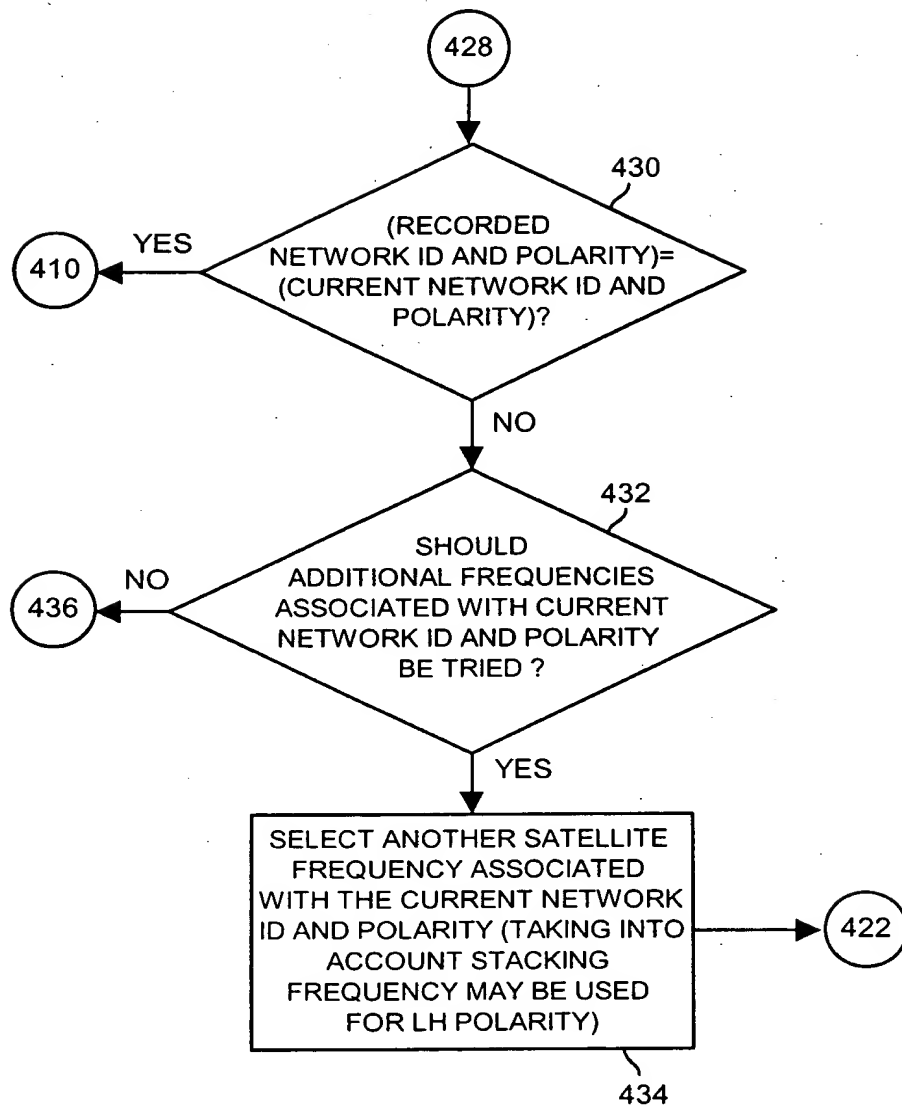 428
430
(RECORDED
NETWORK ID AND POLARITY)=
(CURRENT NETWORK ID AND
POLARITY)?
YES
410
NO
432
SHOULD
ADDITIONAL FREQUENCIES
ASSOCIATED WITH CURRENT
NETWORK ID AND POLARITY
BE TRIED ?
NO
436
YES
SELECT ANOTHER SATELLITE
FREQUENCY ASSOCIATED
WITH THE CURRENT NETWORK
ID AND POLARITY (TAKING INTO
ACCOUNT STACKING
FREQUENCY MAY BE USED
FOR LH POLARITY)
422
434